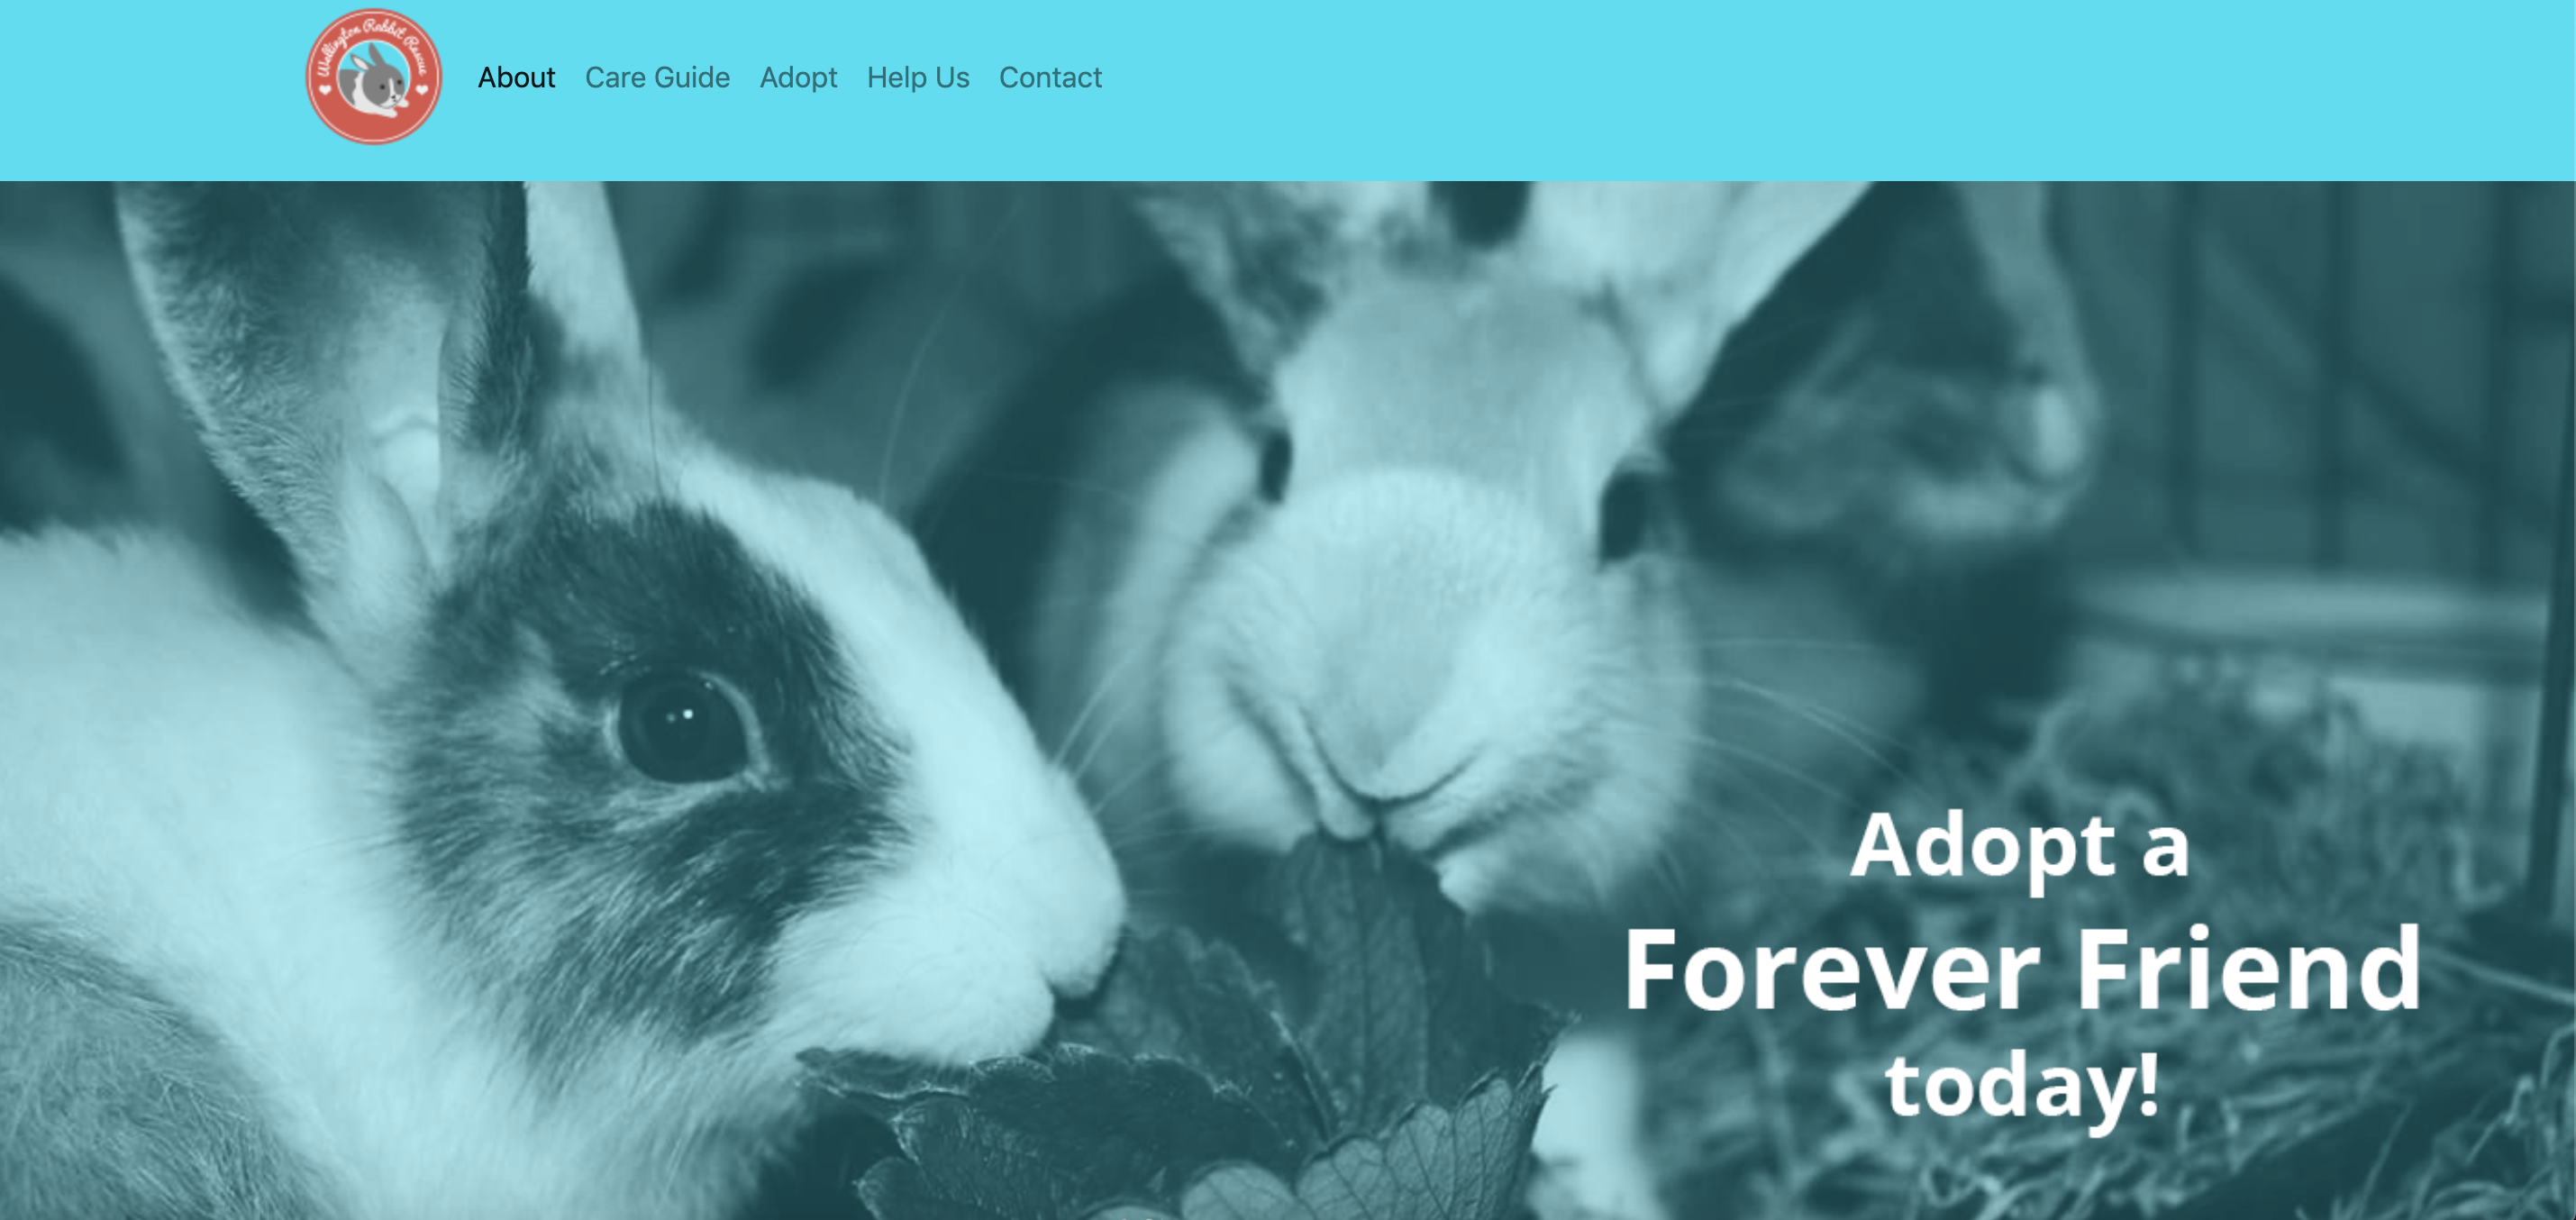 Wellington Rabbit Rescue
About Care Guide Adopt Help Us Contact
Adopt a
Forever Friend
today!